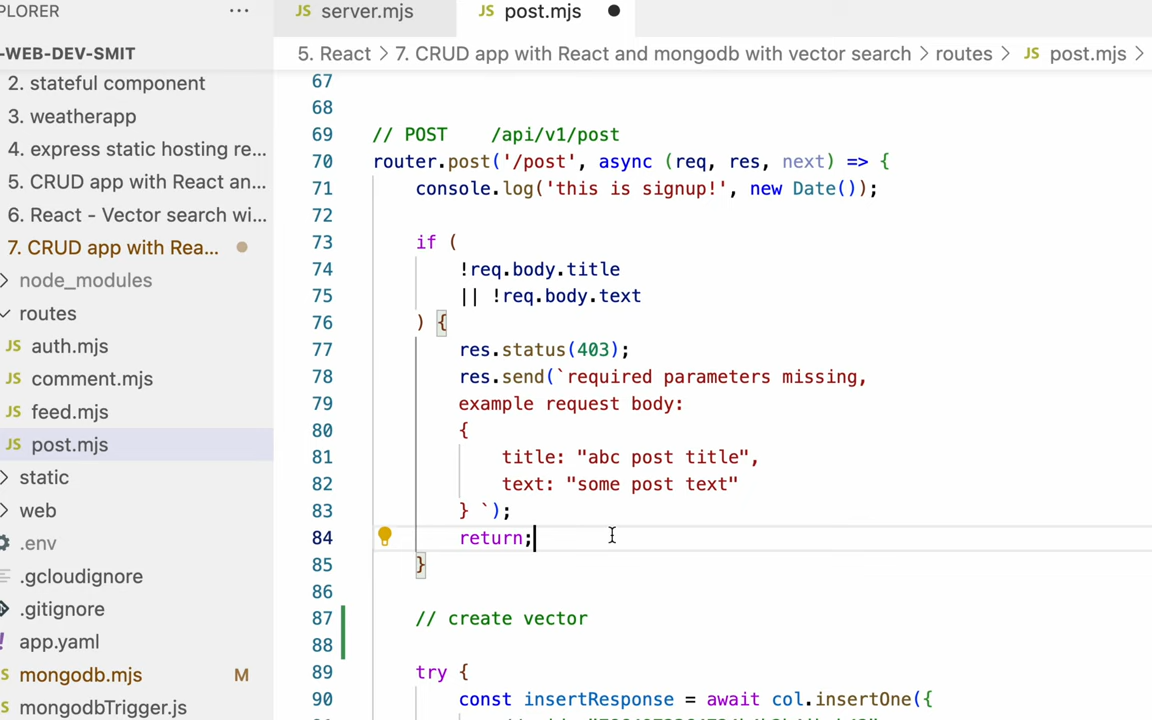 PLORER ...
-WEB-DEV-SMIT
2. stateful component
3. weatherapp
4. express static hosting re...
5. CRUD app with React an...
6. React - Vector search wi...
7. CRUD app with Rea...
node_modules
routes
JS auth.mjs
JS comment.mjs
JS feed.mjs
JS post.mjs
static
web
.env
.gcloudignore
.gitignore
! app.yaml
mongodb.mjs M
mongodbTrigger.js
JS server.mjs JS post.mjs
5. React > 7. CRUD app with React and mongodb with vector search > routes > JS post.mjs >
67
68
69 // POST    /api/v1/post
70 router.post('/post', async (req, res, next) => {
71 console.log('this is signup!', new Date());
72
73 if (
74 !req.body.title
75 || !req.body.text
76 ) {
77 res.status(403);
78 res.send(`required parameters missing,
79 example request body:
80 {
81 title: "abc post title",
82 text: "some post text"
83 } `);
84 return;
85 }
86
87 // create vector
88
89 try {
90 const insertResponse = await col.insertOne({